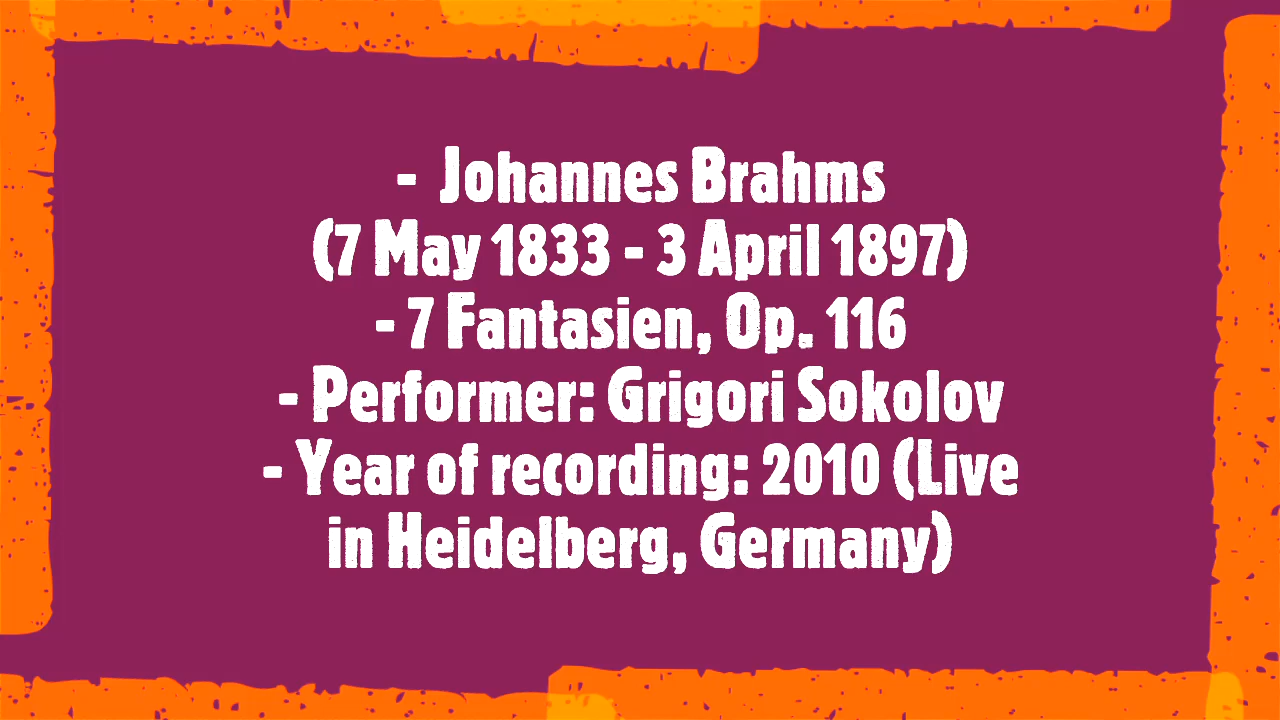 - Johannes Brahms
(7 May 1833 - 3 April 1897)
- 7 Fantasien, Op. 116
- Performer: Grigori Sokolov
- Year of recording: 2010 (Live
in Heidelberg, Germany)